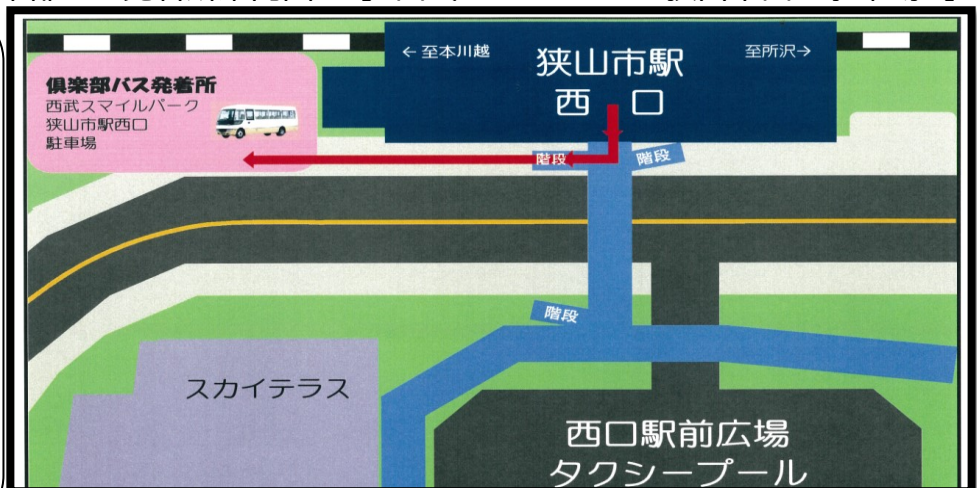 ← 至本川越
狭山市駅
西 口
至所沢→
俱楽部バス発着所
西武スマイルパーク
狭山市駅西口
駐車場
階段
階段
階段
スカイテラス
西口駅前広場
タクシープール